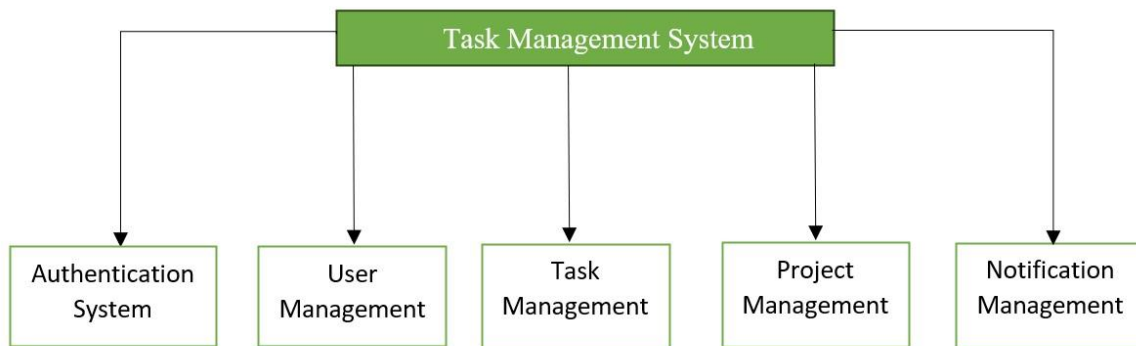 Task Management System
Authentication
System
User
Management
Task
Management
Project
Management
Notification
Management